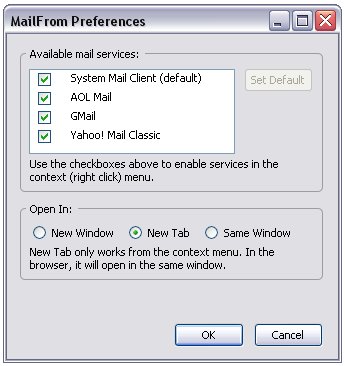 MailFrom Preferences
Available mail services:
System Mail Client (default)
Set Default
AOL Mail
GMail
Yahoo! Mail Classic
Use the checkboxes above to enable services in the
context (right click) menu.
Open In:
New Window New Tab Same Window
New Tab only works from the context menu. In the
browser, it will open in the same window.
OK Cancel